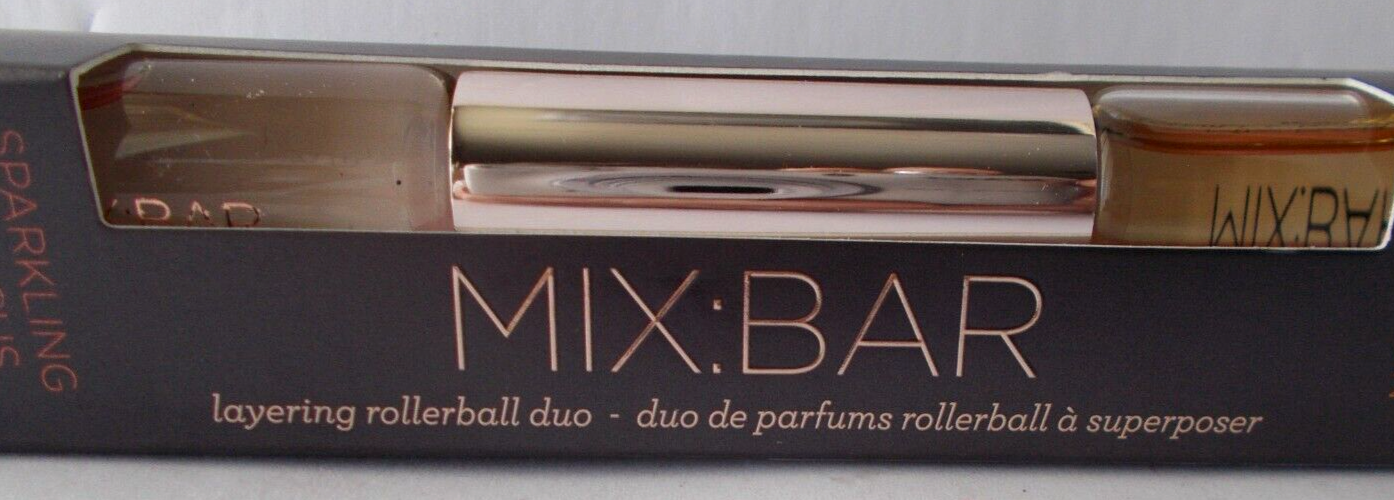 SPARKLING
MIX:BAR
MIX:BAR
layering rollerball duo - duo de parfums rollerball à superposer